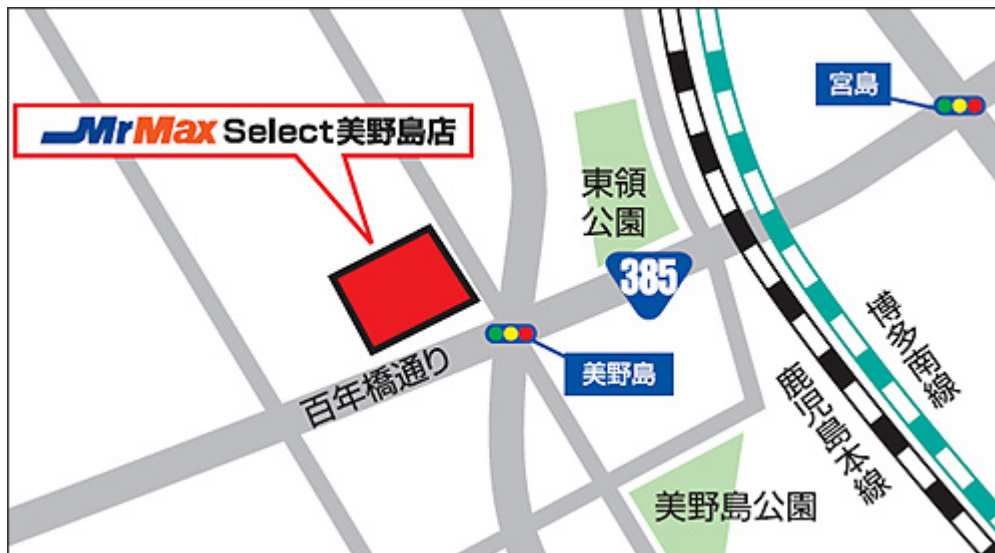 MrMax Select美野島店
宮島
東領
公園
385
美野島
百年橋通り
博多南線
鹿児島本線
美野島公園